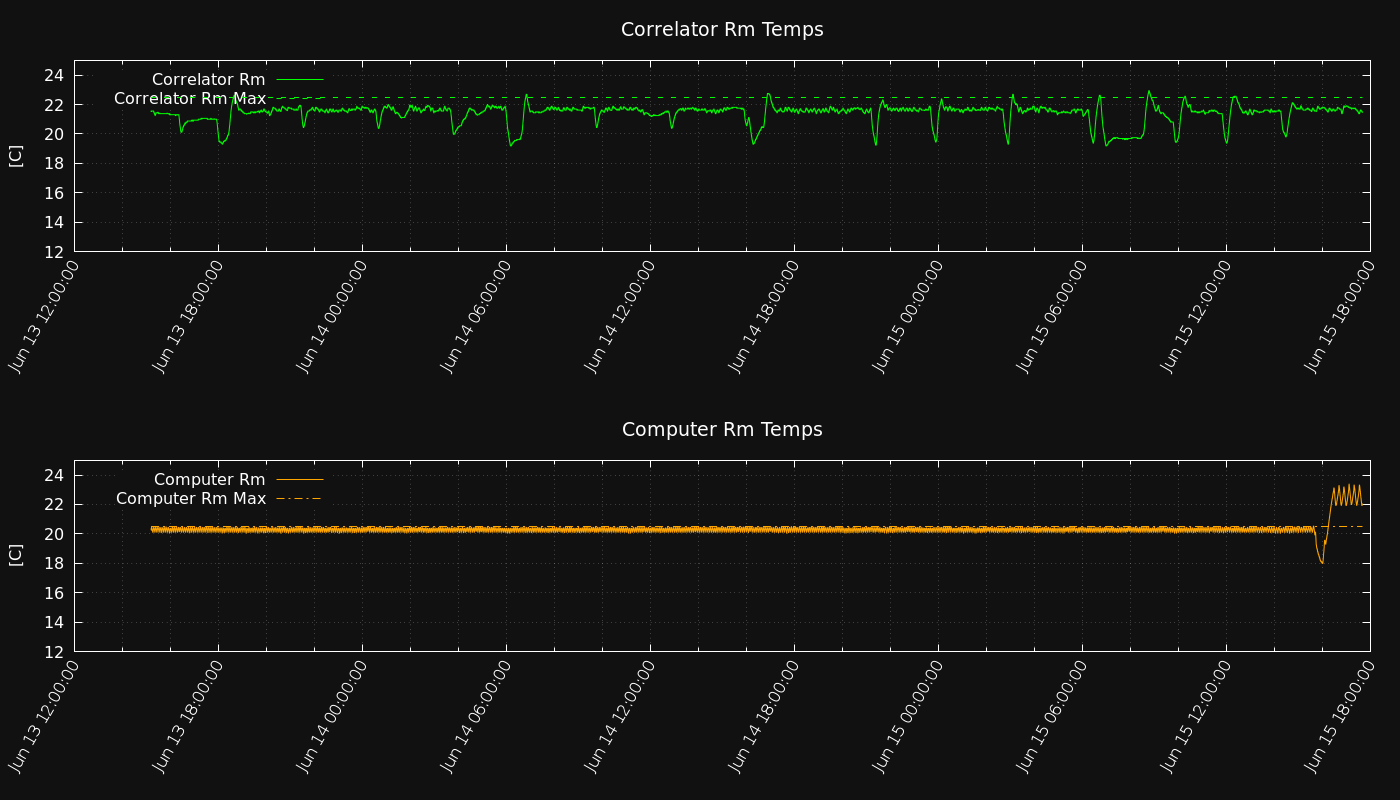 Correlator Rm Temps
Correlator Rm
Correlator Rm Max
[C]
24
22
20
18
16
14
12
Jun 13 12:00:00
Jun 13 18:00:00
Jun 14 00:00:00
Jun 14 06:00:00
Jun 14 12:00:00
Jun 14 18:00:00
Jun 15 00:00:00
Jun 15 06:00:00
Jun 15 12:00:00
Jun 15 18:00:00
Computer Rm Temps
Computer Rm
Computer Rm Max
[C]
24
22
20
18
16
14
12
Jun 13 12:00:00
Jun 13 18:00:00
Jun 14 00:00:00
Jun 14 06:00:00
Jun 14 12:00:00
Jun 14 18:00:00
Jun 15 00:00:00
Jun 15 06:00:00
Jun 15 12:00:00
Jun 15 18:00:00